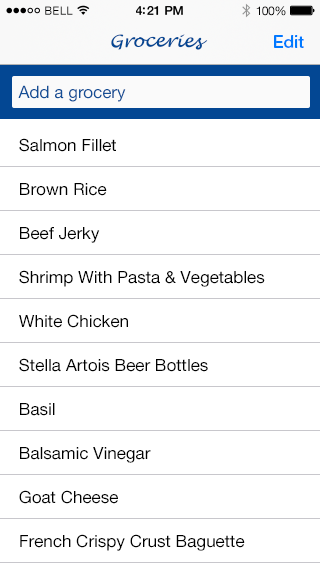 BELL 4:21 PM 100%
Groceries Edit
Add a grocery
Salmon Fillet
Brown Rice
Beef Jerky
Shrimp With Pasta & Vegetables
White Chicken
Stella Artois Beer Bottles
Basil
Balsamic Vinegar
Goat Cheese
French Crispy Crust Baguette